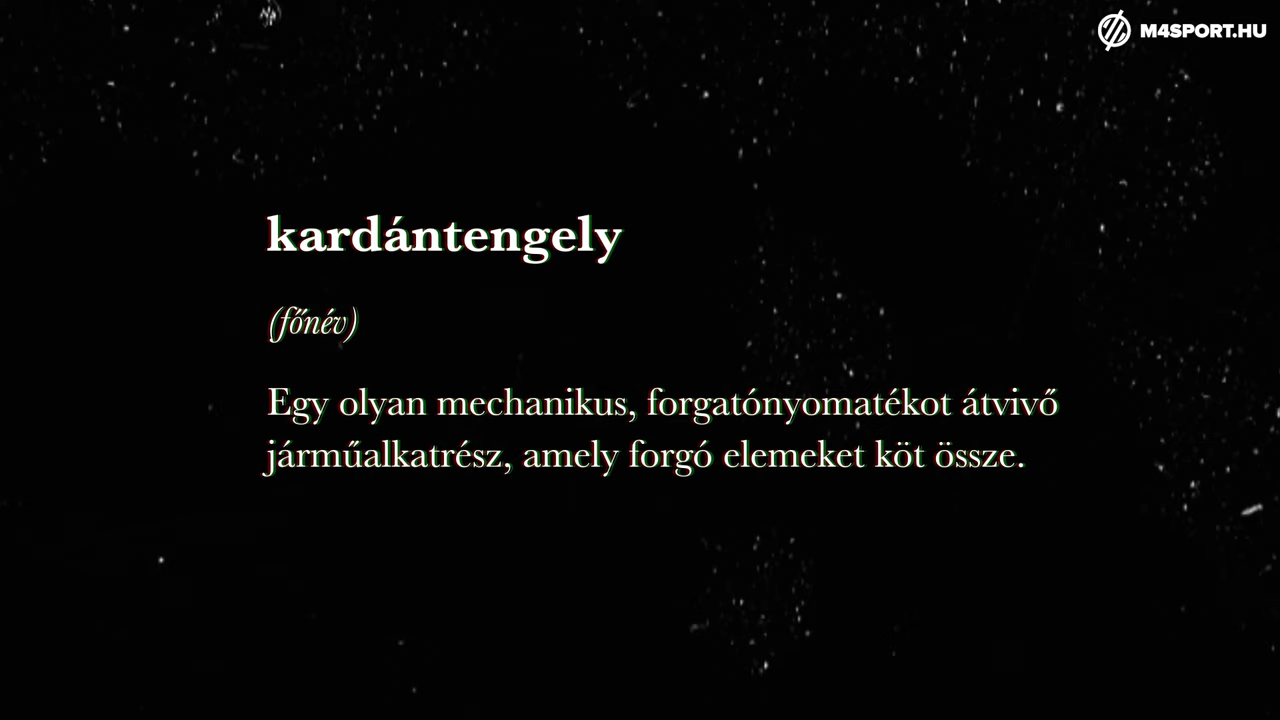 M4SPORT.HU
kardántengely
(főnév)
Egy olyan mechanikus, forgatónyomatékot átvivő
járműalkatrész, amely forgó elemeket köt össze.